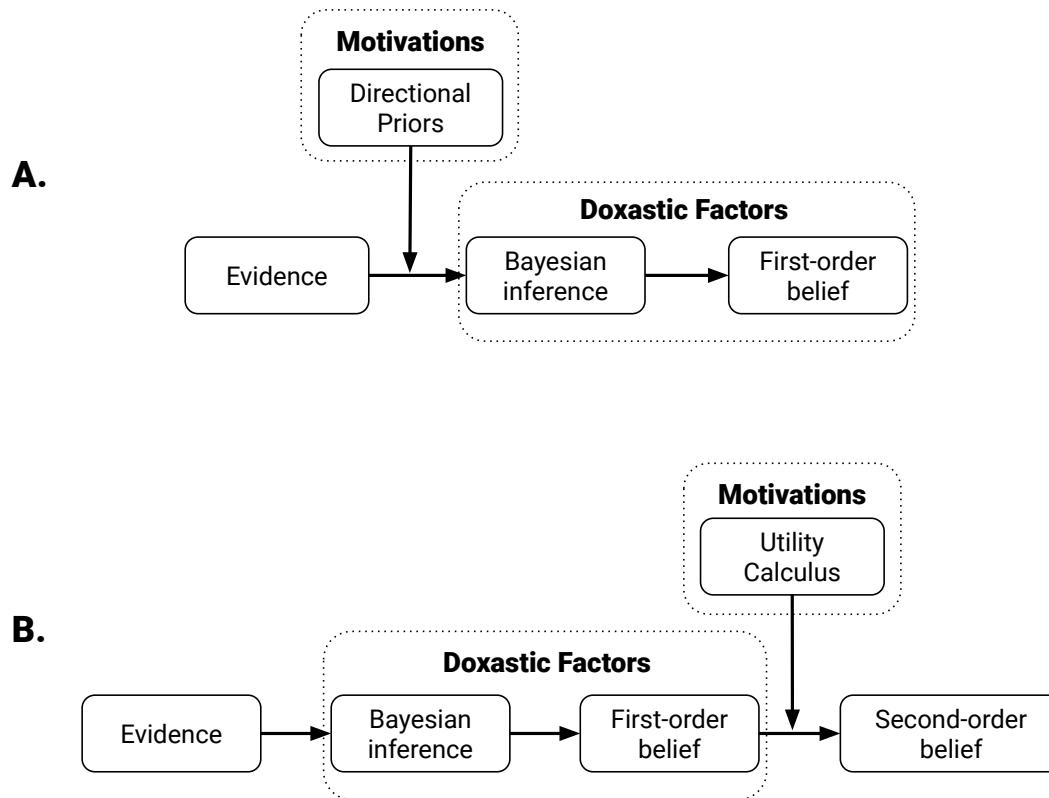 Motivations
Directional
Priors
A.
Doxastic Factors
Evidence
Bayesian
inference
First-order
belief
Motivations
Utility
Calculus
B.
Doxastic Factors
Evidence
Bayesian
inference
First-order
belief
Second-order
belief